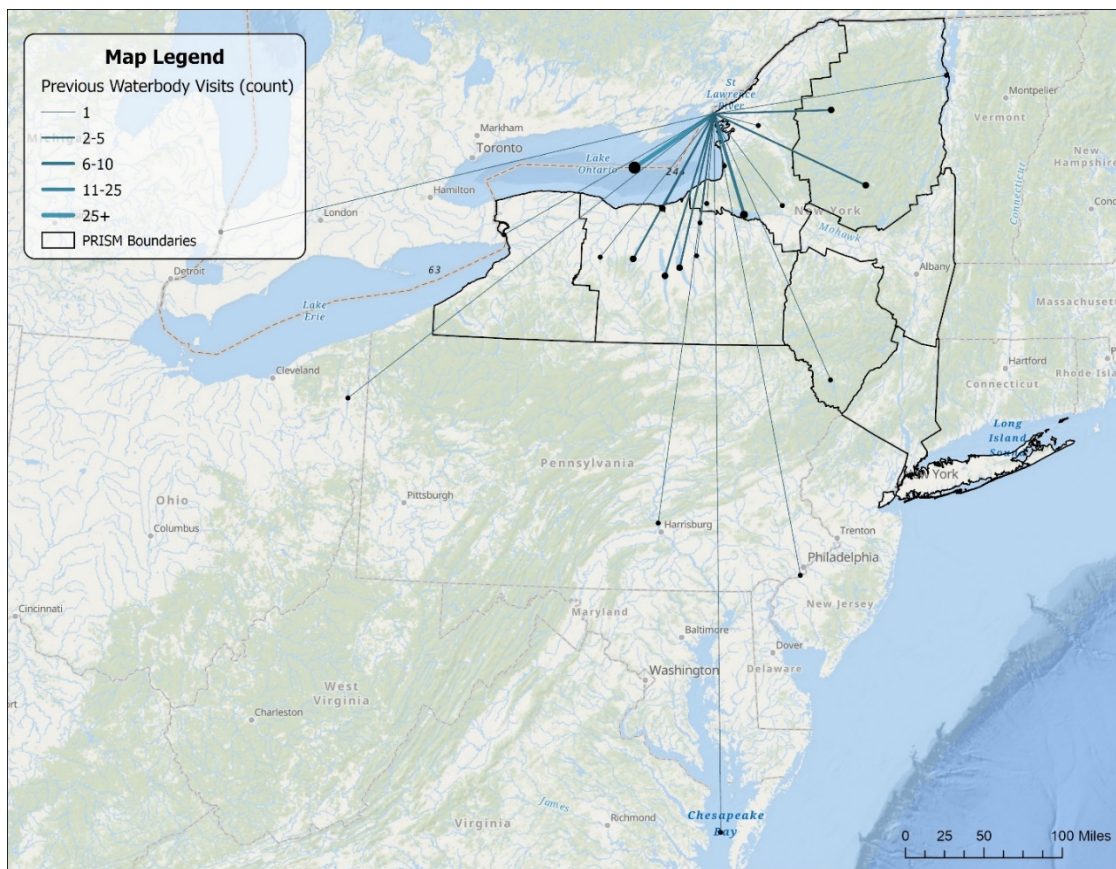 Map Legend
Previous Waterbody Visits (count)
1
2-5
6-10
11-25
25+
PRISM Boundaries
St
Lawrence
River
Montpelier
Vermont
Markham
Toronto
Lake
Ontario
New
Hampshire
Hamilton
London
New York
Connecticut
Mohawk
Detroit
63
Albany
Lake
Erie
Massachusetts
Cleveland
Hartford
Connecticut
Rhode Isla
Long
Island
Sound
Pennsylvania
w York
Ohio
Pittsburgh
Columbus
Harrisburg
Trenton
Philadelphia
Cincinnati
Maryland
New Jersey
Baltimore
Dover
Washington
Delaware
West
Virginia
Charleston
James
Chesapeake
Bay
Virginia
Richmond
0 25 50 100 Miles